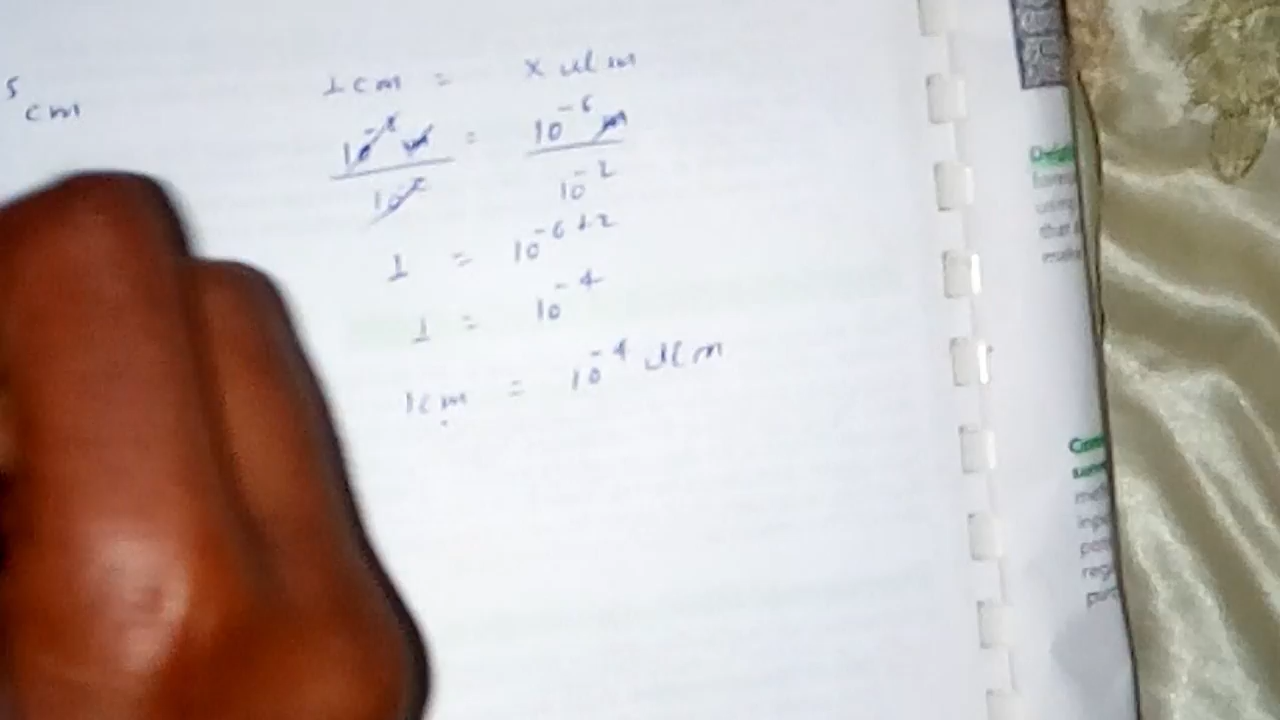 5 cm
1cm = x µm
10⁻² m / 10⁻² = 10⁻⁶ m / 10⁻²
1 = 10⁻⁶⁺²
1 = 10⁻⁴
1cm = 10⁻⁴ µm